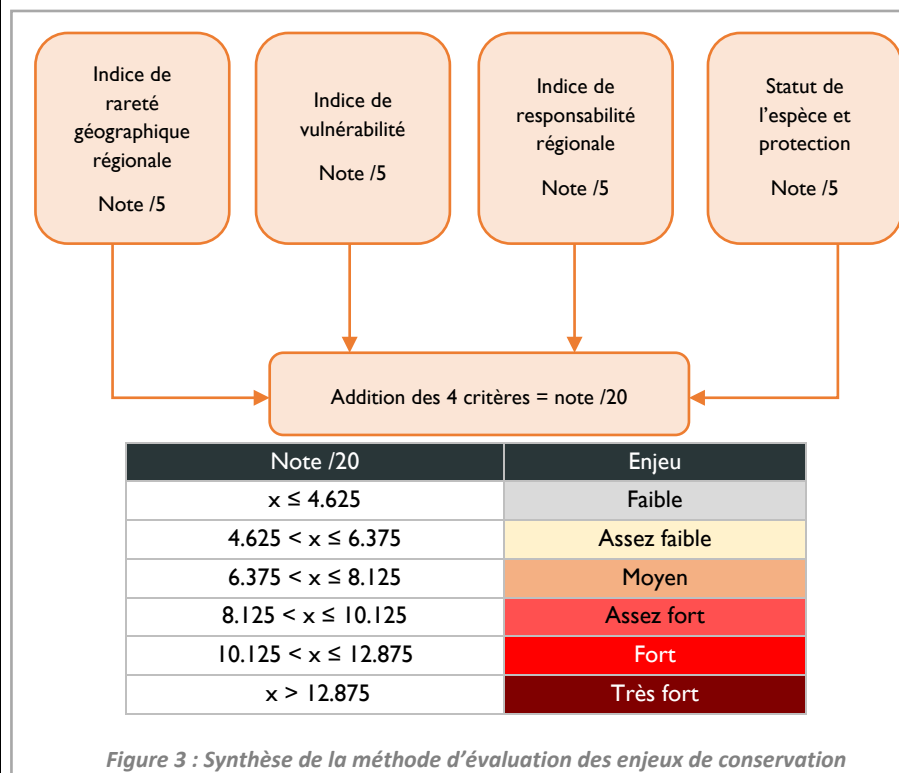 Indice de
rareté
géographique
régionale
Note /5
Indice de
vulnérabilité
Note /5
Indice de
responsabilité
régionale
Note /5
Statut de
l'espèce et
protection
Note /5
Addition des 4 critères = note /20
Note /20 Enjeu
x ≤ 4.625 Faible
4.625 < x ≤ 6.375 Assez faible
6.375 < x ≤ 8.125 Moyen
8.125 < x ≤ 10.125 Assez fort
10.125 < x ≤ 12.875 Fort
x > 12.875 Très fort
Figure 3 : Synthèse de la méthode d'évaluation des enjeux de conservation